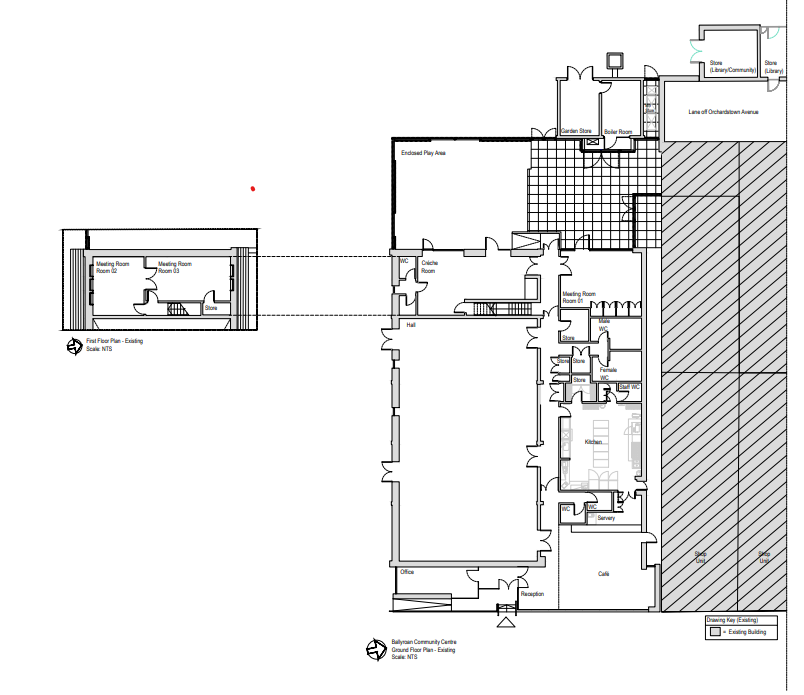 Store
(Library/Community)
Store
(Library)
Lane off Orchardstown Avenue
Garden Store
Boiler Room
Enclosed Play Area
Meeting Room
Room 02
Meeting Room
Room 03
Store
First Floor Plan - Existing
Scale: NTS
WC
Crèche
Room
Hall
Meeting Room
Room 01
Male
WC
Store
Store
Store
Female
WC
Store
Staff WC
Kitchen
WC
WC
Servery
Café
Office
Reception
Shop
Unit
Shop
Unit
Ballyroan Community Centre
Ground Floor Plan - Existing
Scale: NTS
Drawing Key (Existing)
= Existing Building